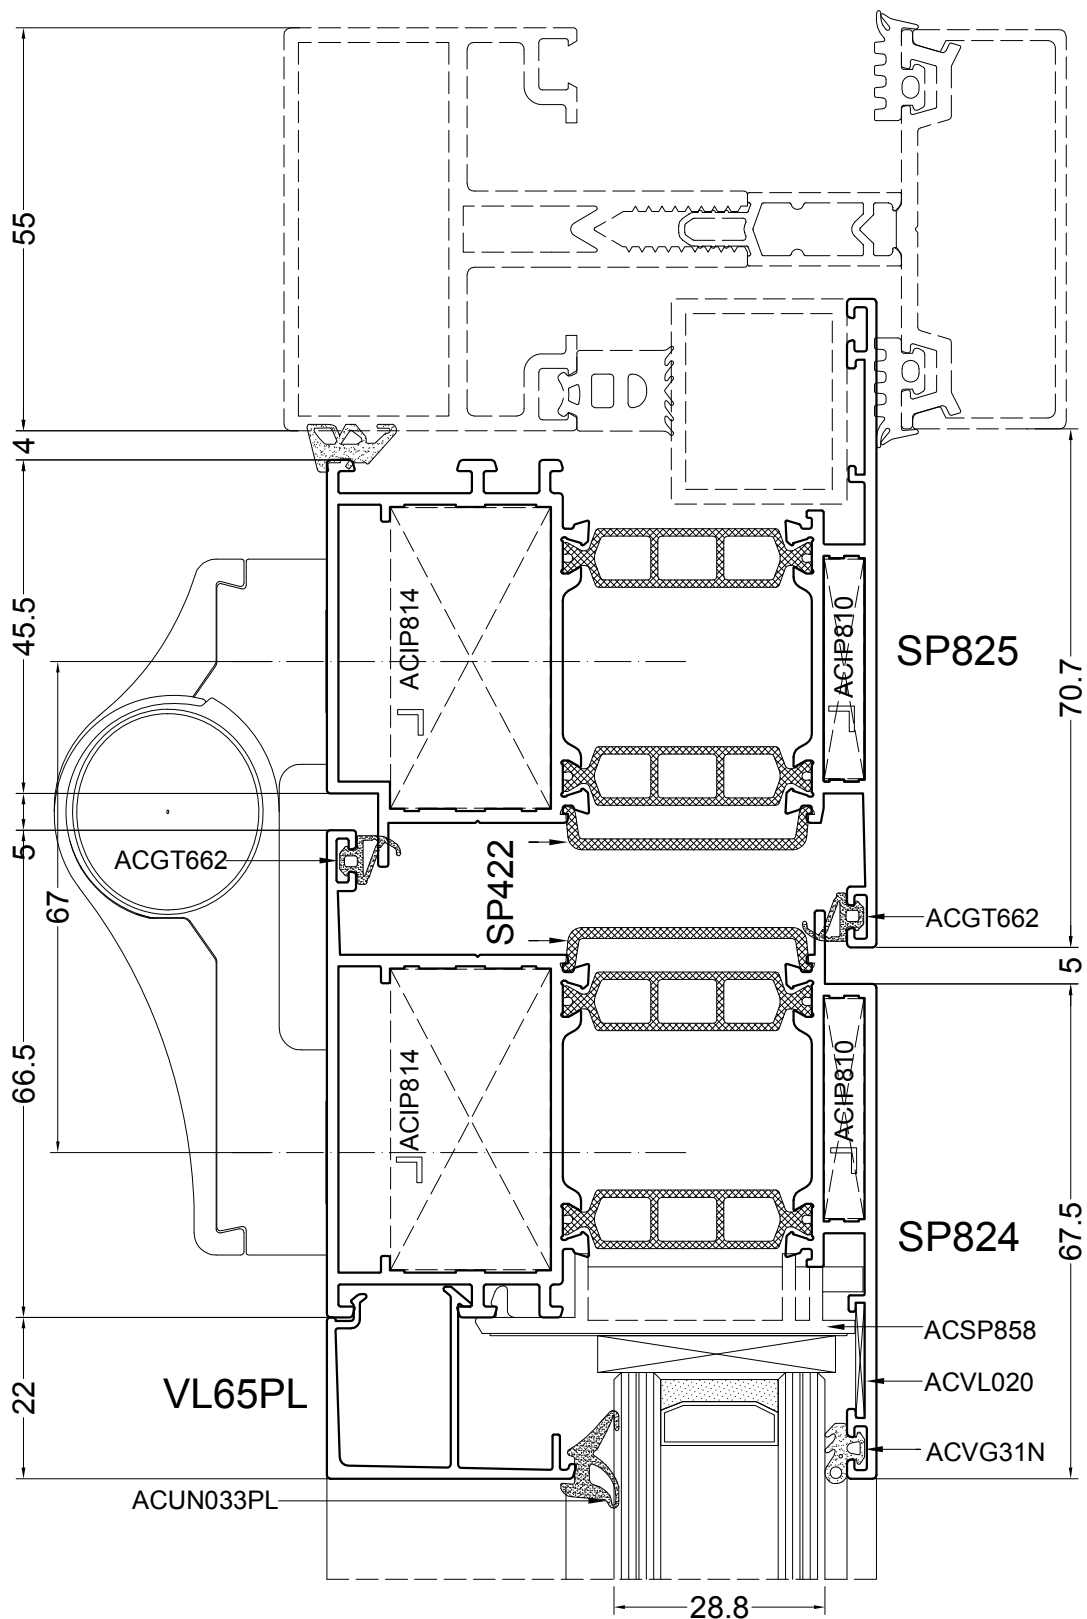 55
4
45.5
ACIP814
ACIP810
SP825
70.7
5
ACGT662
SP422
67
ACGT662
5
66.5
ACIP814
ACIP810
SP824
67.5
ACSP858
22
VL65PL
ACVL020
ACVG31N
ACUN033PL
28.8